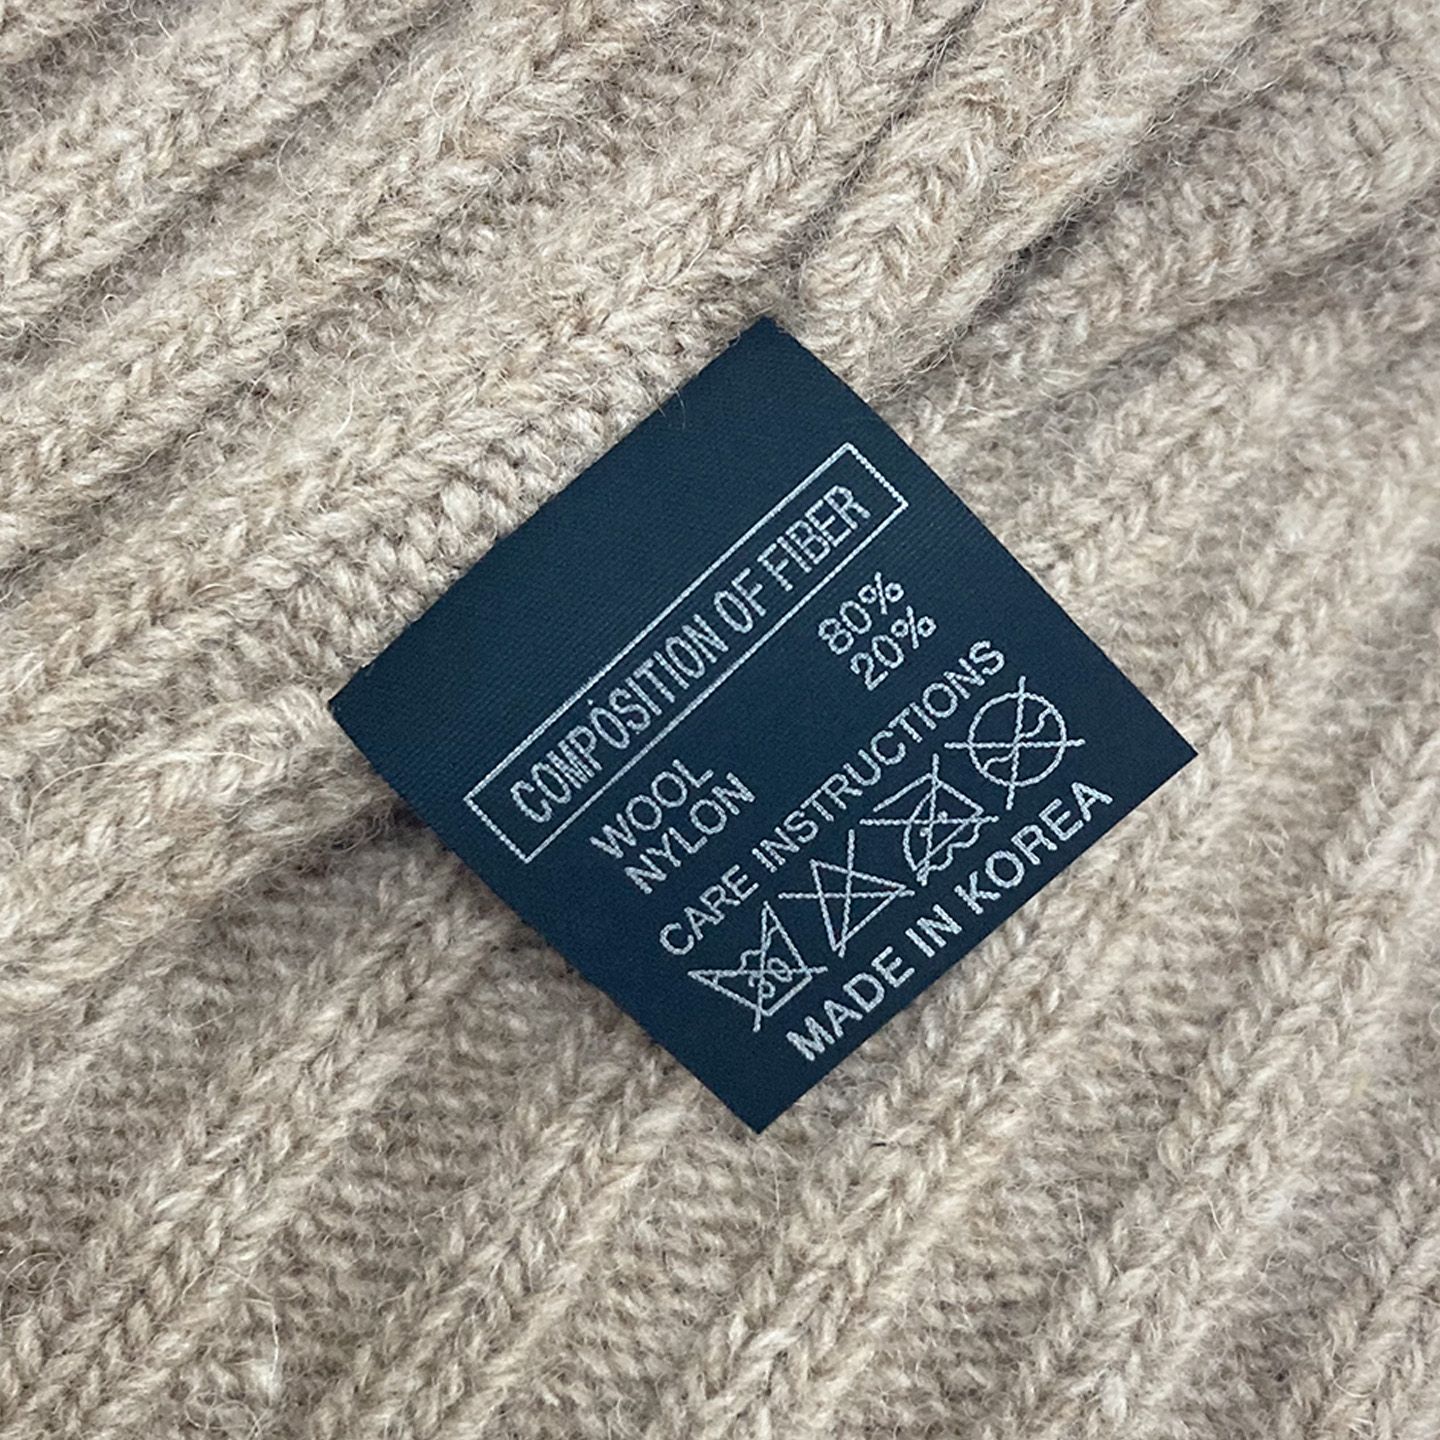 COMPOSITION OF FIBER
WOOL 80%
NYLON 20%
CARE INSTRUCTIONS
30
MADE IN KOREA